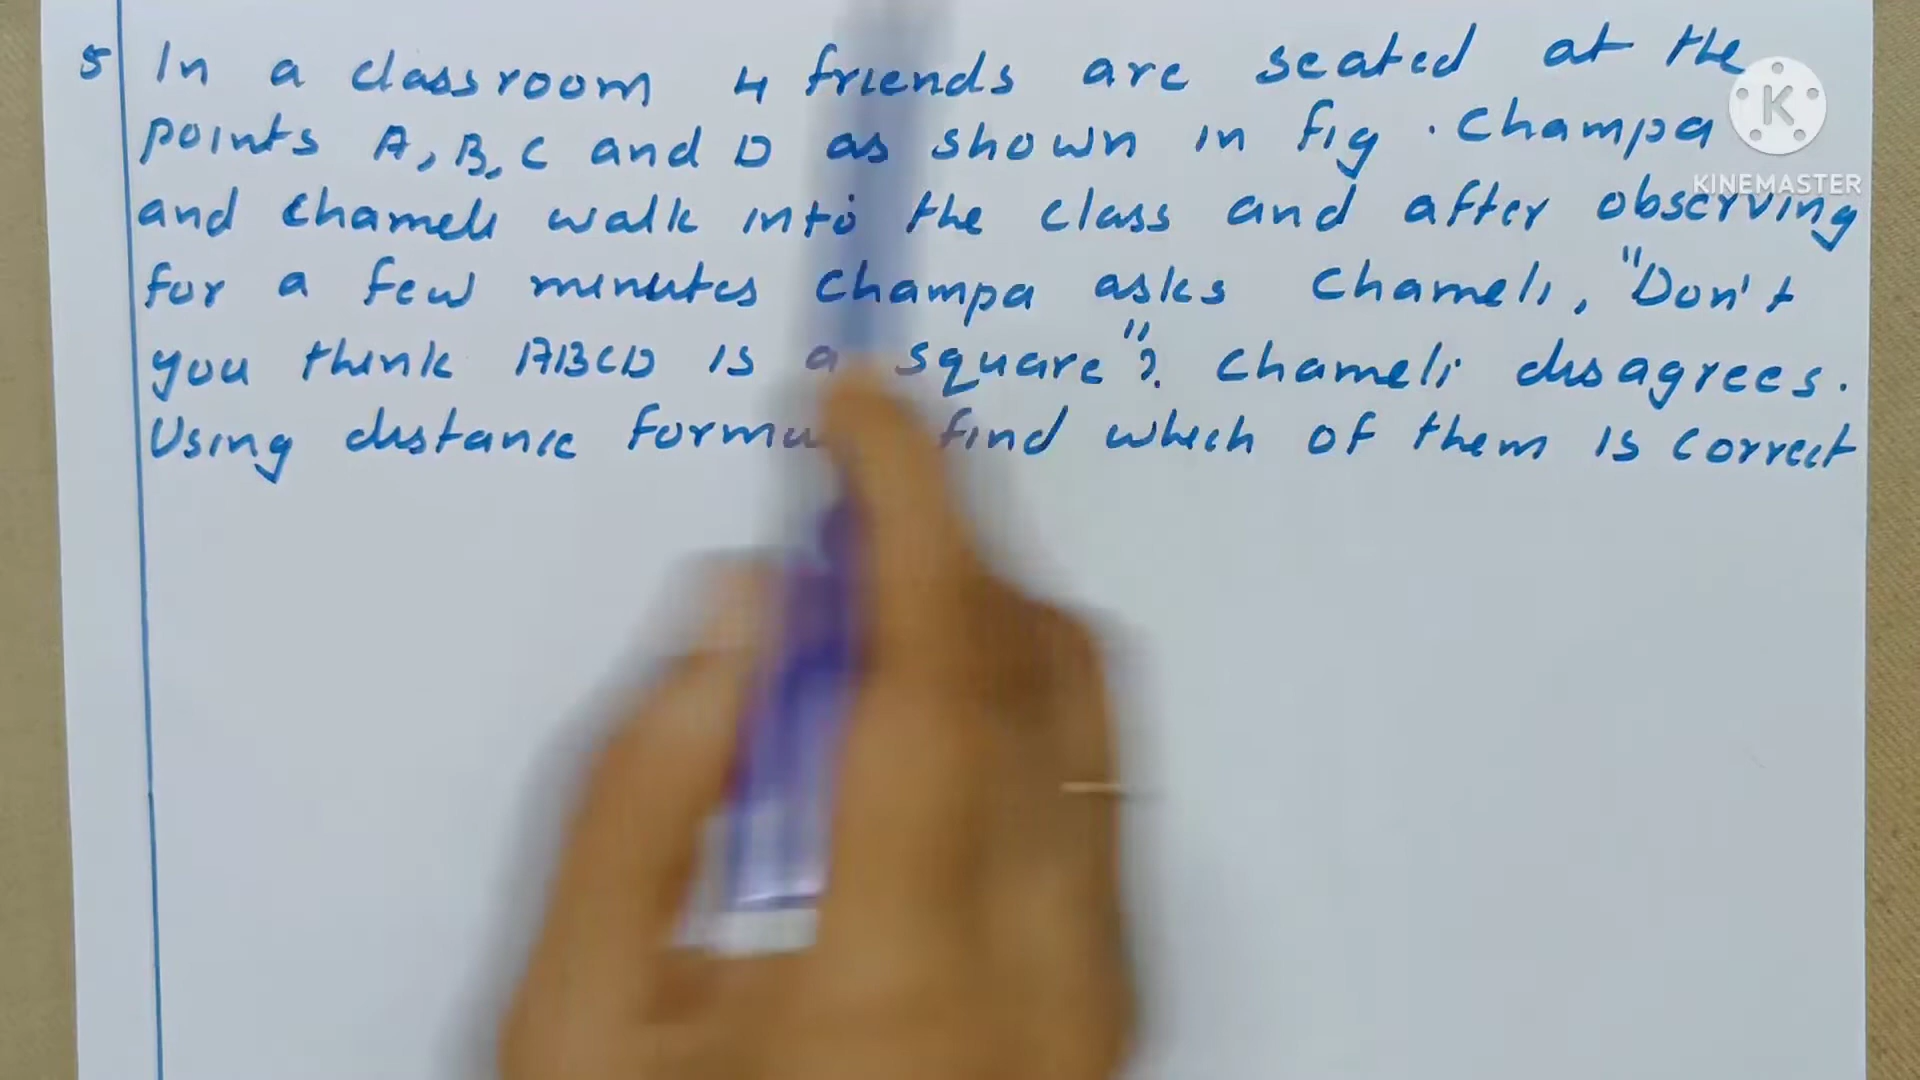 5 In a classroom 4 friends are seated at the
points A, B, C and D as shown in fig. Champa
and Chameli walk into the class and after observing
for a few minutes Champa asks Chameli, "Don't
you think ABCD is a square"? Chameli disagrees.
Using distance formu find which of them is correct
K
KINEMASTER